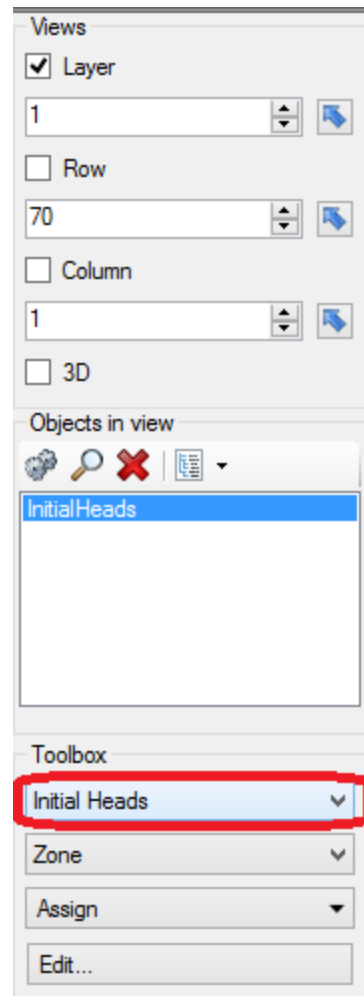 Views
Layer
1
Row
70
Column
1
3D
Objects in view
InitialHeads
Toolbox
Initial Heads
Zone
Assign
Edit...